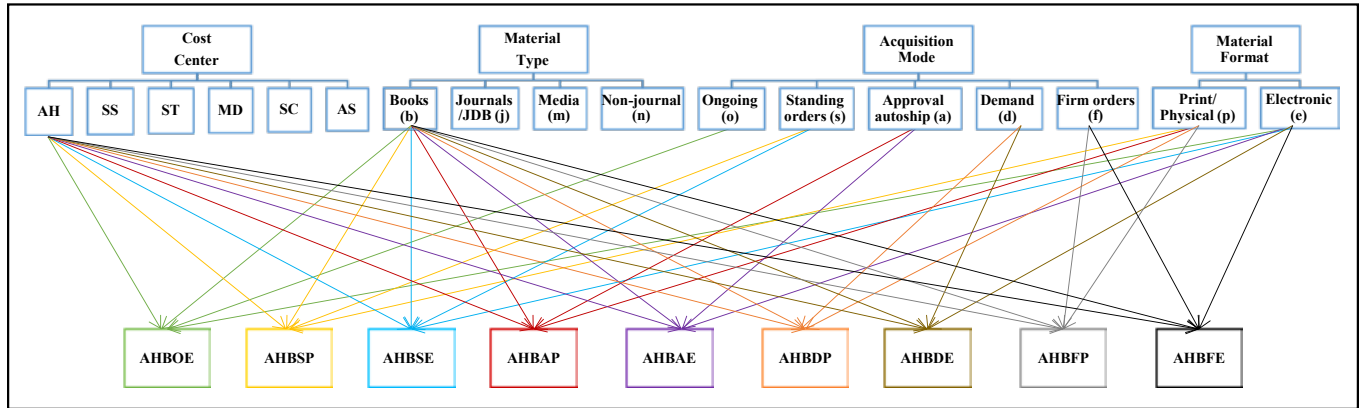 Cost
Center
Material
Type
Acquisition
Mode
Material
Format
AH
SS
ST
MD
SC
AS
Books
(b)
Journals
/JDB (j)
Media
(m)
Non-journal
(n)
Ongoing
(o)
Standing
orders (s)
Approval
autoship (a)
Demand
(d)
Firm orders
(f)
Print/
Physical (p)
Electronic
(e)
AHBOE
AHBSP
AHBSE
AHBAP
AHBAE
AHBDP
AHBDE
AHBFP
AHBFE